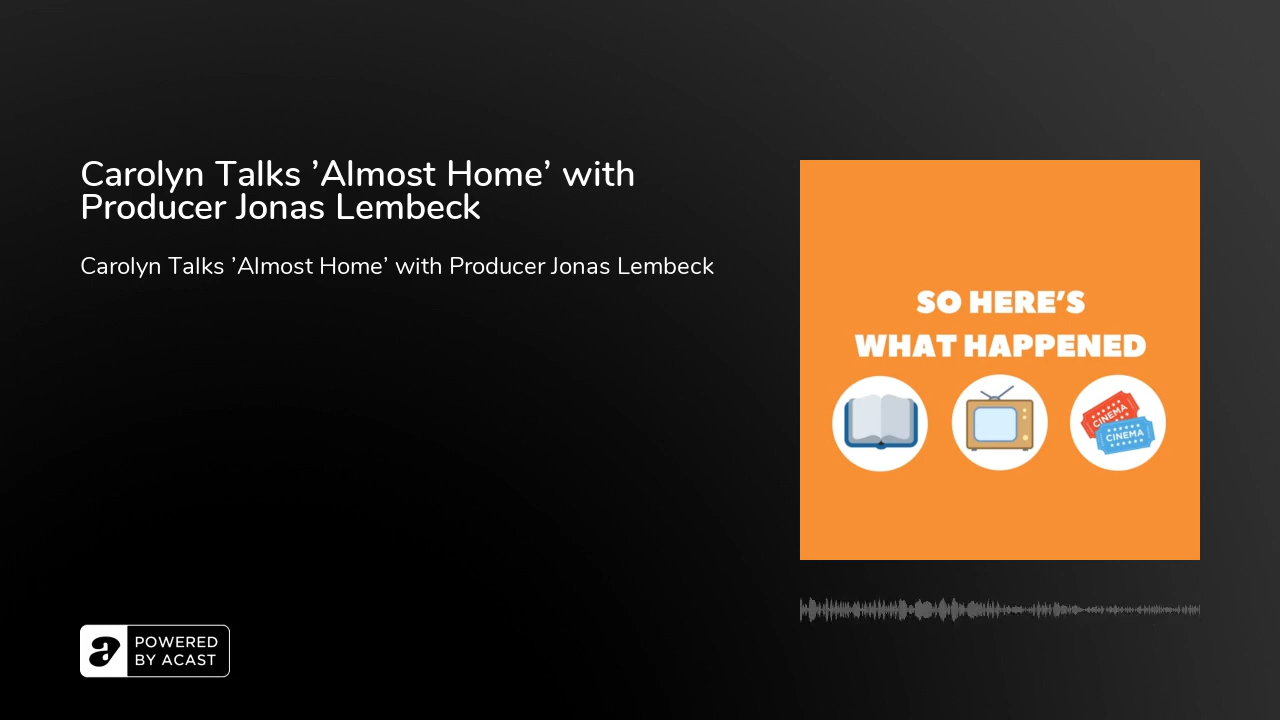 Carolyn Talks ’Almost Home’ with
Producer Jonas Lembeck
Carolyn Talks ’Almost Home’ with Producer Jonas Lembeck
SO HERE’S
WHAT HAPPENED
CINEMA
CINEMA
a POWERED
BY ACAST